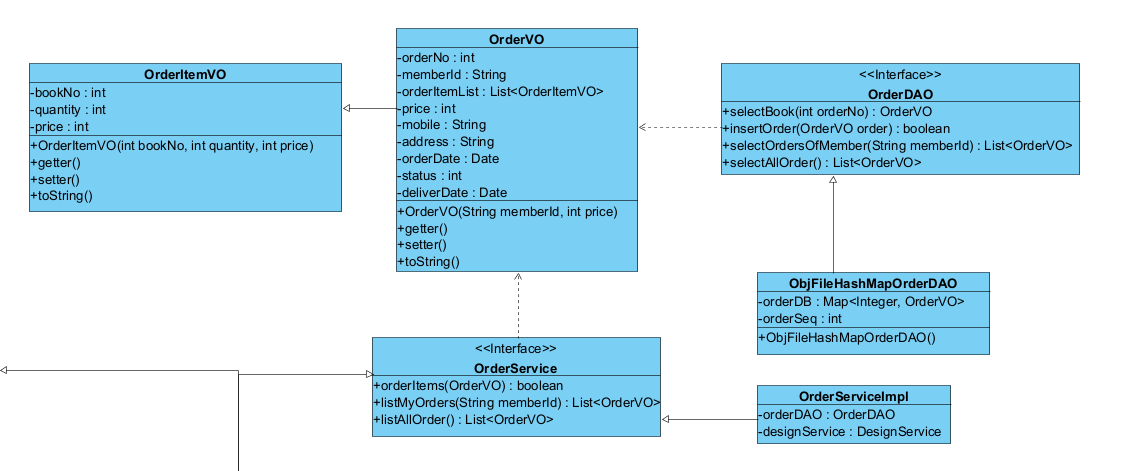 OrderItemVO
-bookNo : int
-quantity : int
-price : int
+OrderItemVO(int bookNo, int quantity, int price)
+getter()
+setter()
+toString()
OrderVO
-orderNo : int
-memberId : String
-orderItemList : List<OrderItemVO>
-price : int
-mobile : String
-address : String
-orderDate : Date
-status : int
-deliverDate : Date
+OrderVO(String memberId, int price)
+getter()
+setter()
+toString()
<<Interface>>
OrderDAO
+selectBook(int orderNo) : OrderVO
+insertOrder(OrderVO order) : boolean
+selectOrdersOfMember(String memberId) : List<OrderVO>
+selectAllOrder() : List<OrderVO>
ObjFileHashMapOrderDAO
-orderDB : Map<Integer, OrderVO>
-orderSeq : int
+ObjFileHashMapOrderDAO()
<<Interface>>
OrderService
+orderItems(OrderVO) : boolean
+listMyOrders(String memberId) : List<OrderVO>
+listAllOrder() : List<OrderVO>
OrderServiceImpl
-orderDAO : OrderDAO
-designService : DesignService